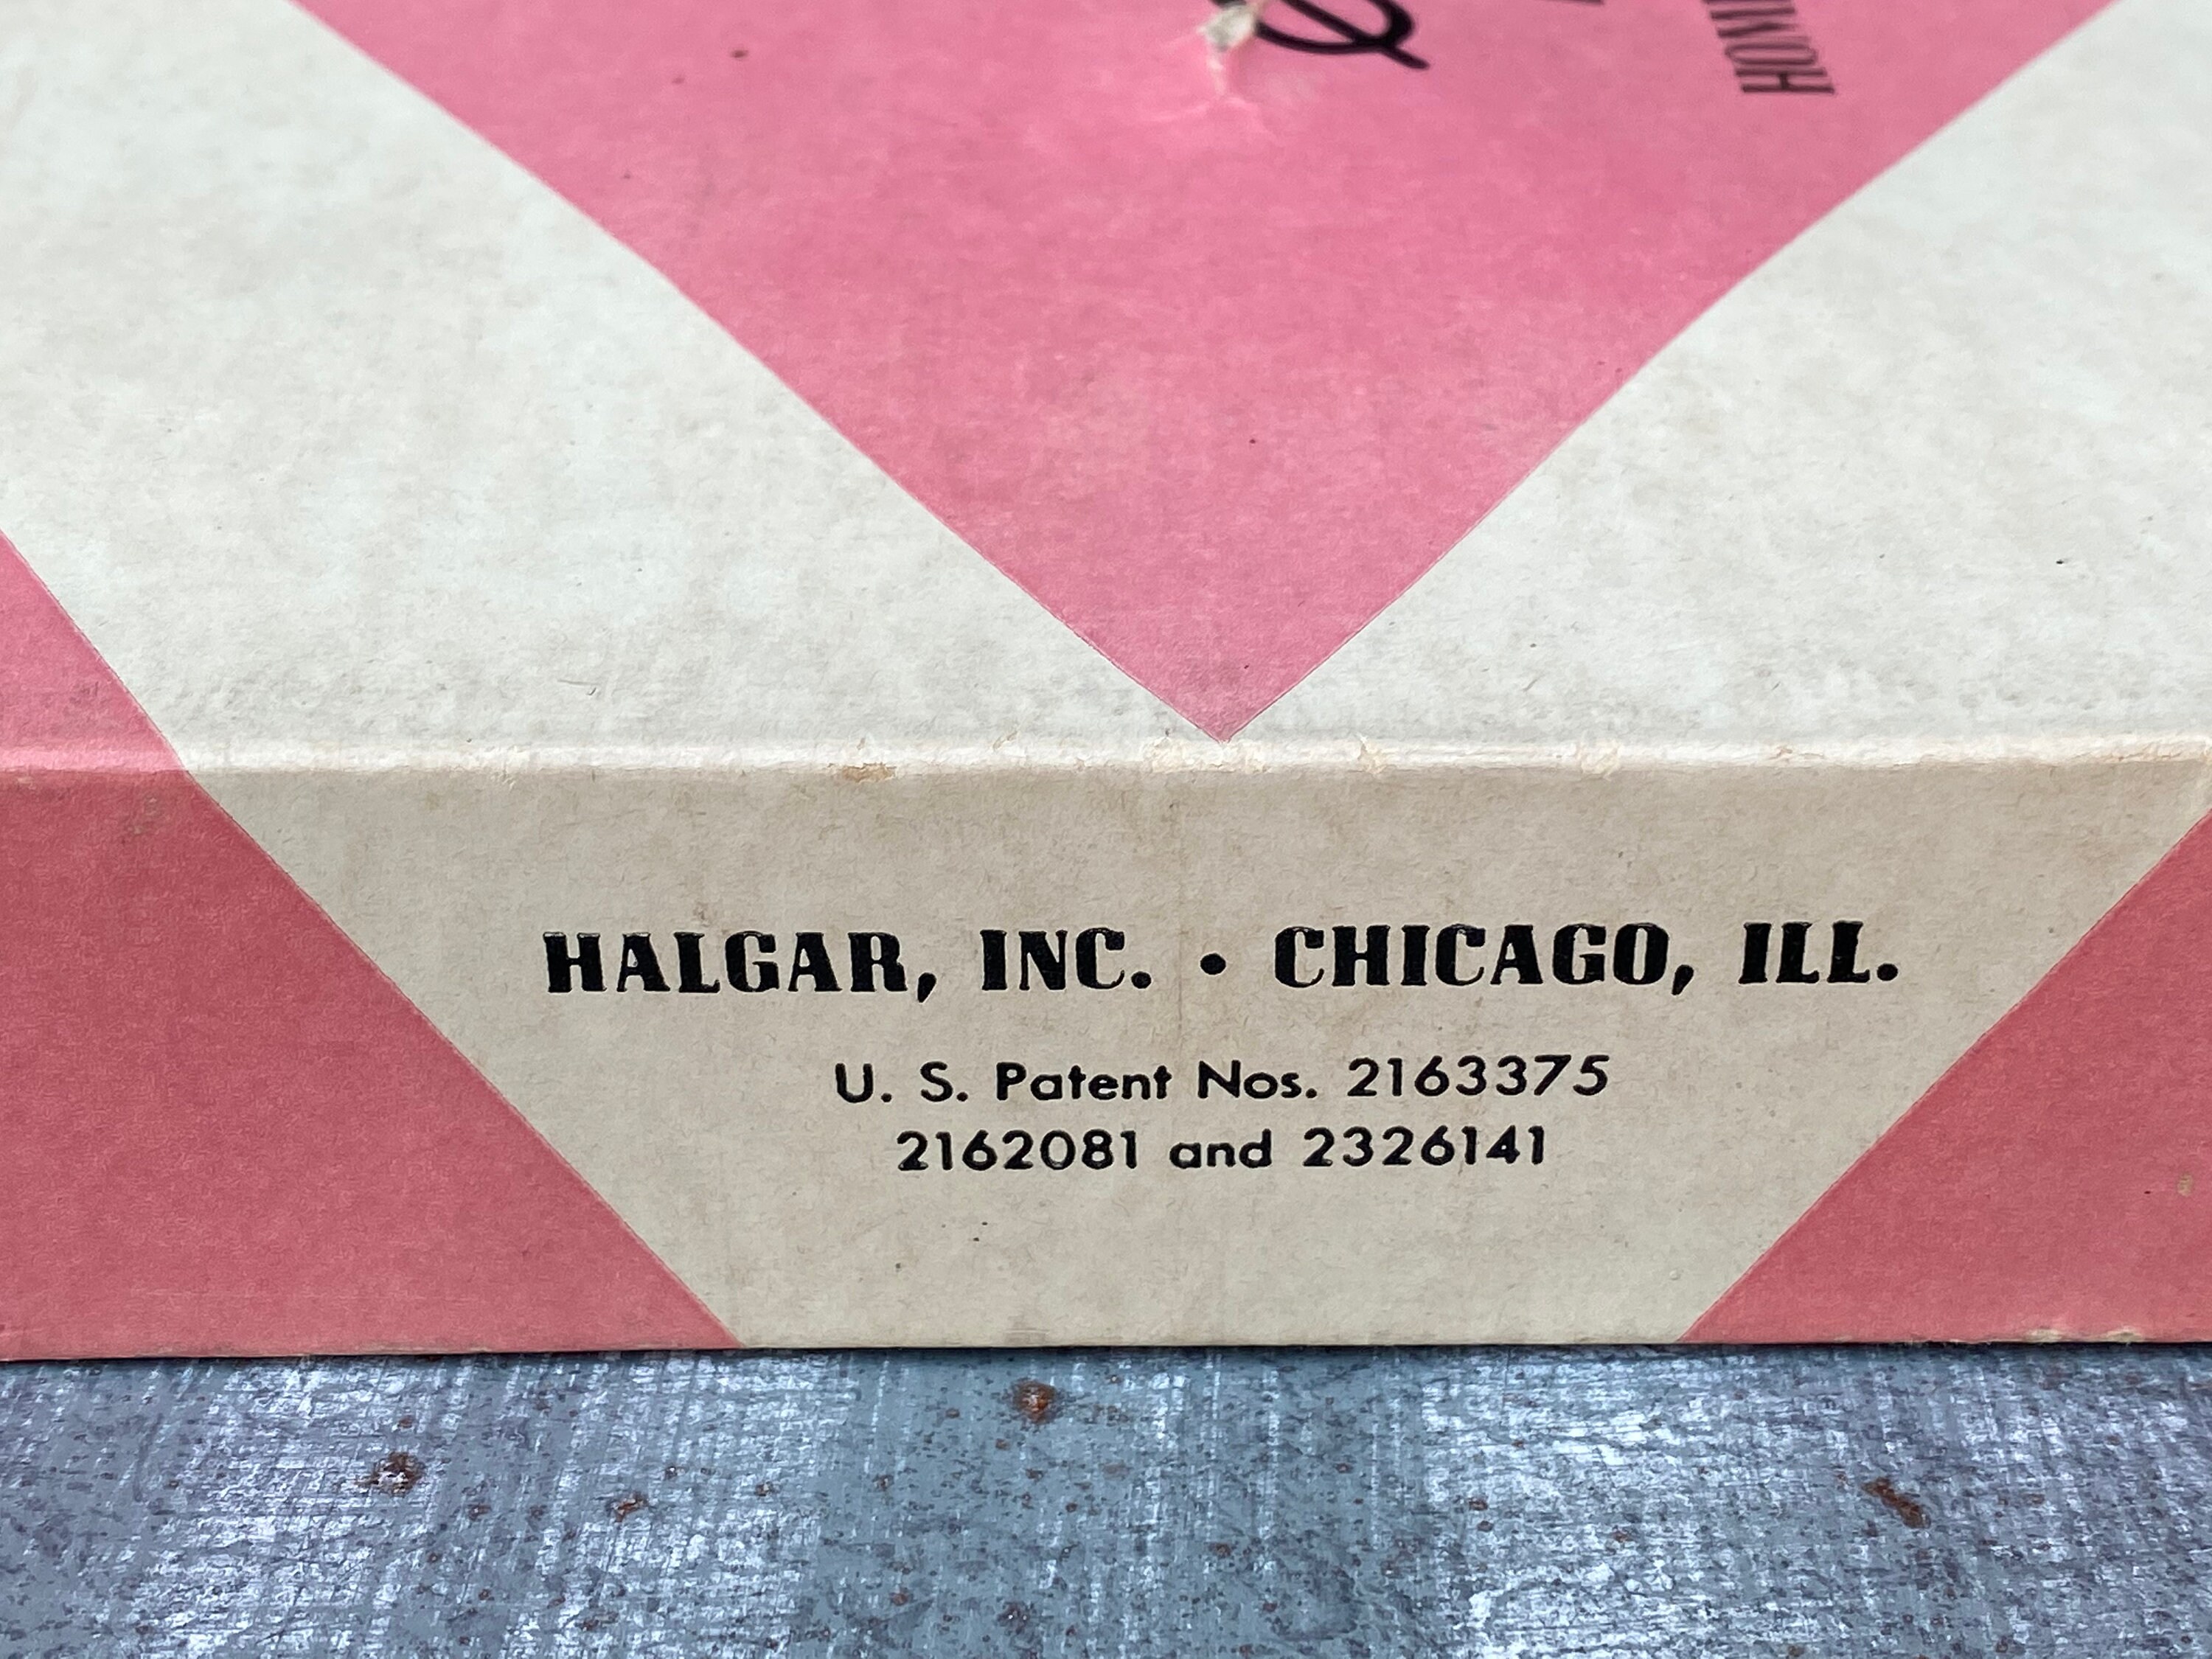 HALGAR, INC. • CHICAGO, ILL.
U. S. Patent Nos. 2163375
2162081 and 2326141